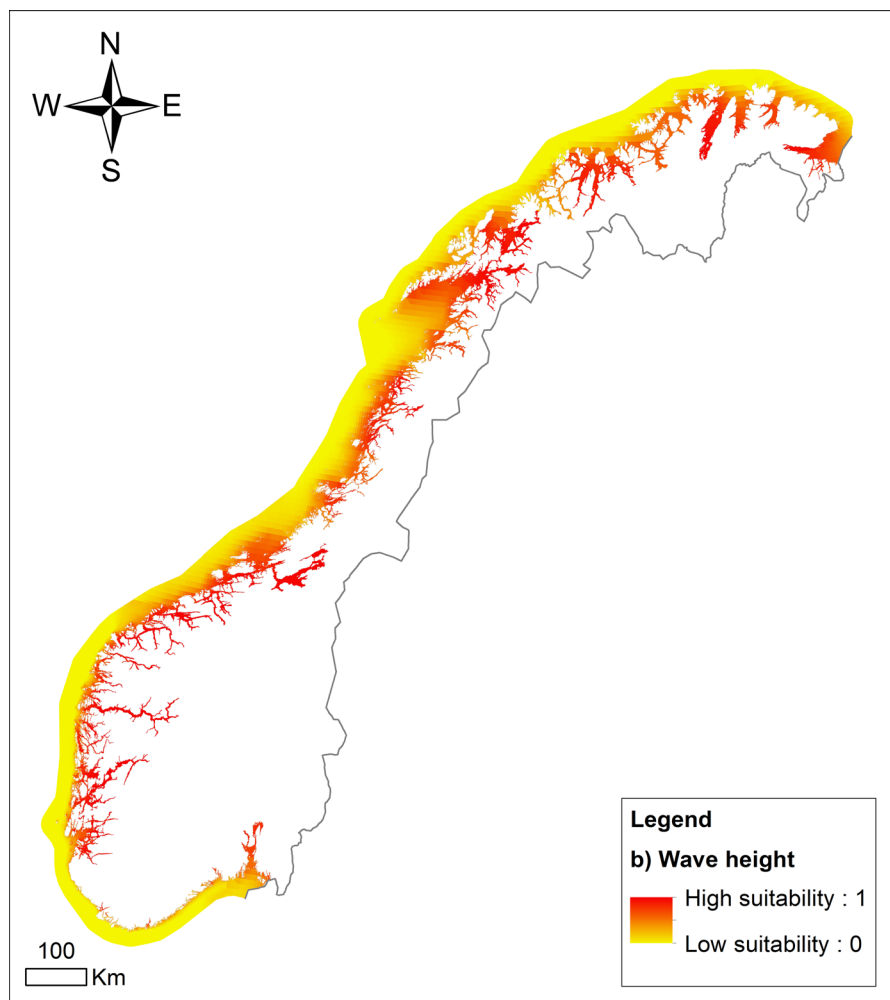 N
W E
S
Legend
b) Wave height
High suitability : 1
Low suitability : 0
100
Km